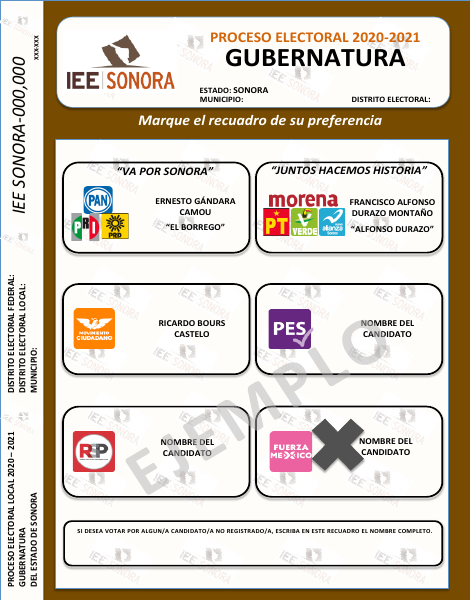 IEE SONORA-000,000
XXX-XXX
DISTRITO ELECTORAL FEDERAL:
DISTRITO ELECTORAL LOCAL:
MUNICIPIO:
PROCESO ELECTORAL LOCAL 2020 – 2021
GUBERNATURA
DEL ESTADO DE SONORA
IEE SONORA
PROCESO ELECTORAL 2020-2021
GUBERNATURA
ESTADO: SONORA
MUNICIPIO:
DISTRITO ELECTORAL:
Marque el recuadro de su preferencia
“VA POR SONORA”
PAN
PRI
PRD
ERNESTO GÁNDARA
CAMOU
“EL BORREGO”
“JUNTOS HACEMOS HISTORIA”
morena
PT
VERDE
alianza
FRANCISCO ALFONSO
DURAZO MONTAÑO
“ALFONSO DURAZO”
MOVIMIENTO
CIUDADANO
RICARDO BOURS
CASTELO
PES
NOMBRE DEL
CANDIDATO
EJEMPLO
RSP
NOMBRE DEL
CANDIDATO
FUERZA
MEXICO
NOMBRE DEL
CANDIDATO
SI DESEA VOTAR POR ALGUN/A CANDIDATO/A NO REGISTRADO/A, ESCRIBA EN ESTE RECUADRO EL NOMBRE COMPLETO.